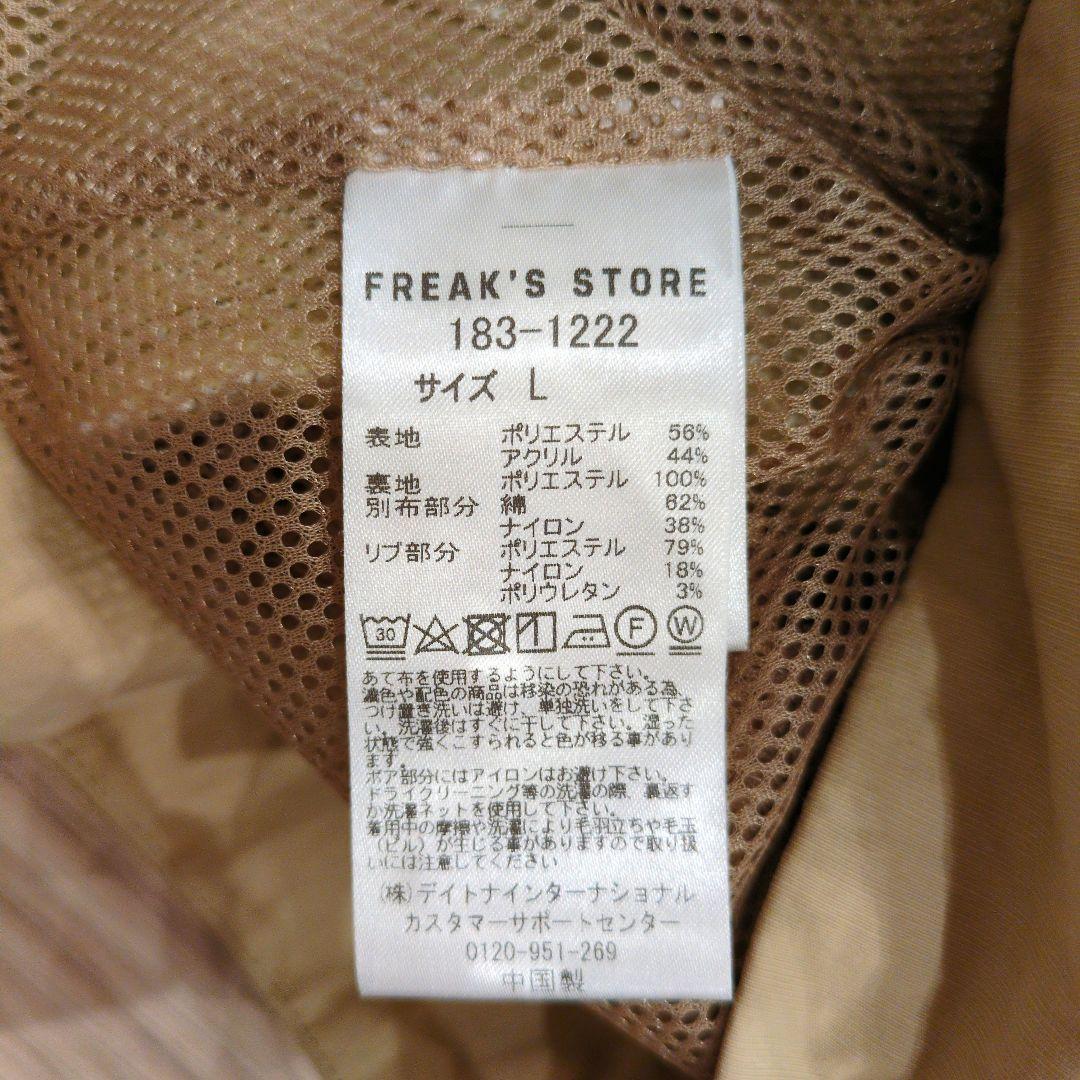 FREAK'S STORE
183-1222
サイズ L
表地 ポリエステル 56%
アクリル 44%
裏地 ポリエステル 100%
別布部分 綿 62%
ナイロン 38%
リブ部分 ポリエステル 79%
ナイロン 18%
ポリウレタン 3%
30 F W
あて布を使用するようにして下さい。
濃色や配色の商品は移染の恐れがある為、
つけ置き洗いは避け、単独洗いをして下さ
い。洗濯後はすぐに干して下さい。湿った
状態で強くこすられると色が移る事があり
ます。
ボア部分にはアイロンはお避け下さい。
ドライクリーニング等の洗濯の際、裏返す
か洗濯ネットを使用して下さい。
着用中の摩擦や洗濯により毛羽立ちや毛玉
（ピル）が生じる事がありますので取り扱
いには注意してください
(株)デイトナインターナショナル
カスタマーサポートセンター
0120-951-269
中国製